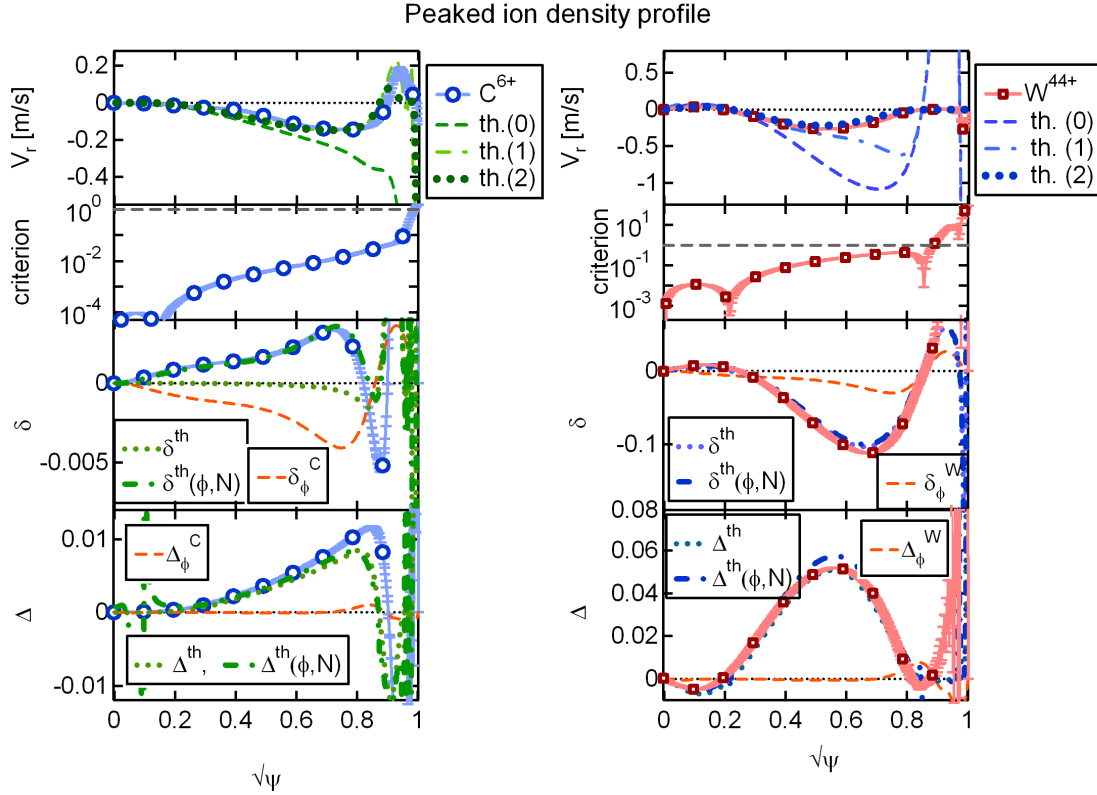 Peaked ion density profile
V_r [m/s]
0.2
0
-0.2
-0.4
C^6+
th.(0)
th.(1)
th.(2)
criterion
10^0
10^-2
10^-4
δ
0
-0.005
δ^th
δ^th(ϕ,N)
δ_ϕ^C
Δ
0.01
0
-0.01
Δ_ϕ^C
Δ^th, Δ^th(ϕ,N)
0 0.2 0.4 0.6 0.8 1
√ψ
V_r [m/s]
0.5
0
-0.5
-1
W^44+
th. (0)
th. (1)
th. (2)
criterion
10^1
10^-1
10^-3
δ
0
-0.1
δ^th
δ^th(ϕ,N)
δ_ϕ^W
Δ
0.08
0.06
0.04
0.02
0
Δ^th
Δ^th(ϕ,N)
Δ_ϕ^W
0 0.2 0.4 0.6 0.8 1
√ψ